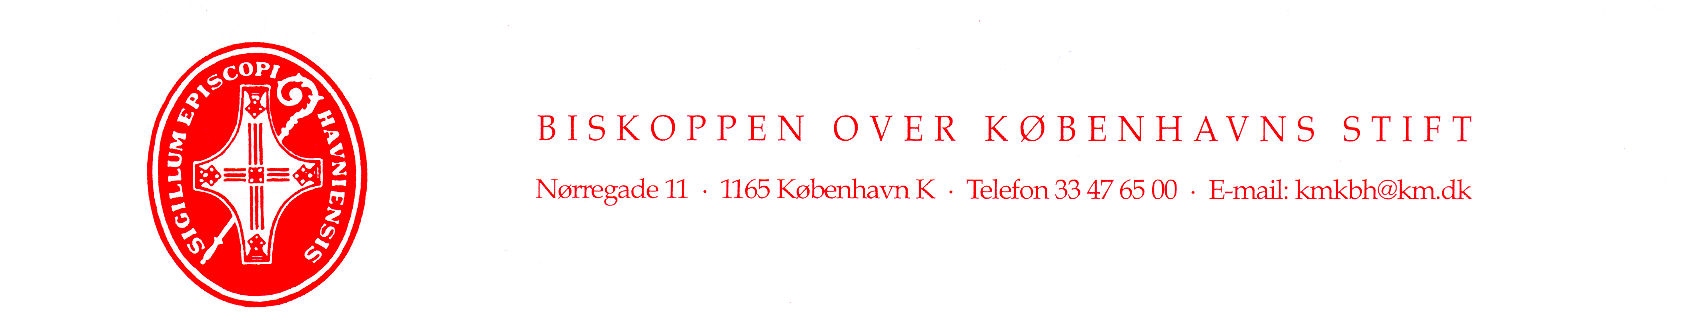 SIGILLUM EPISCOPI HAVNIENSIS
BISKOPPEN OVER KØBENHAVNS STIFT
Nørregade 11 · 1165 København K · Telefon 33 47 65 00 · E-mail: kmkbh@km.dk